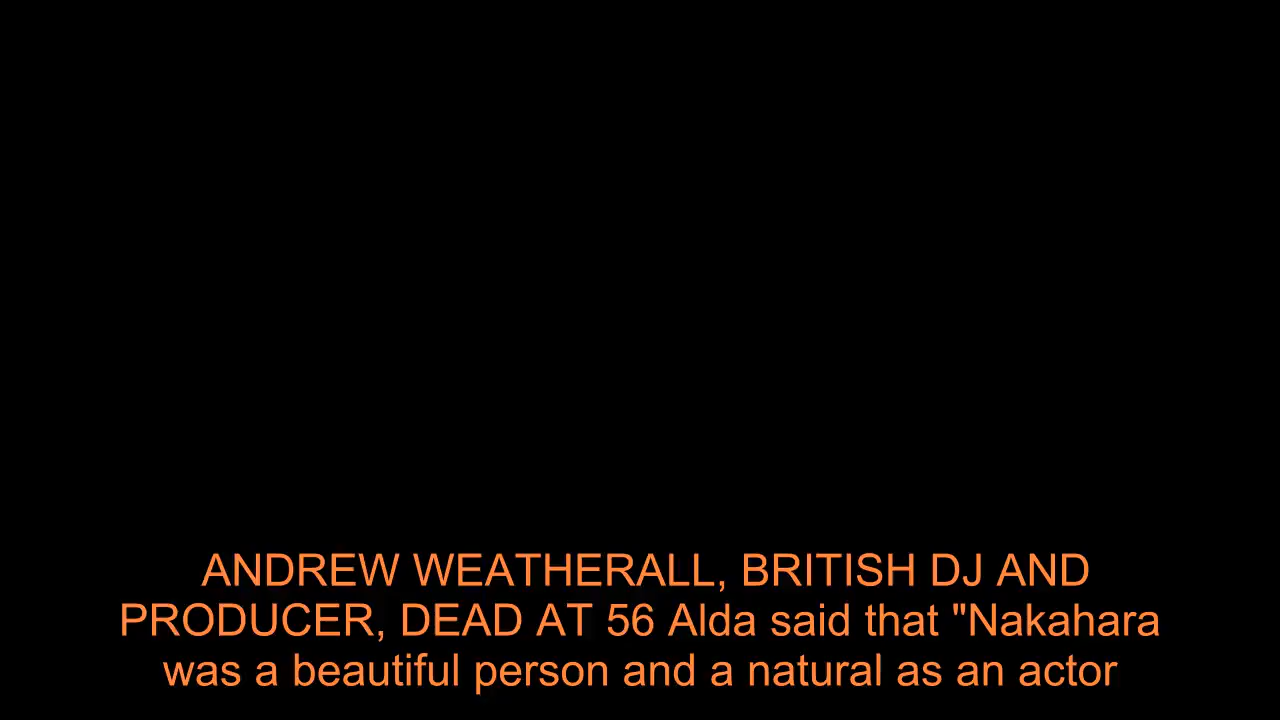 ANDREW WEATHERALL, BRITISH DJ AND
PRODUCER, DEAD AT 56 Alda said that "Nakahara
was a beautiful person and a natural as an actor